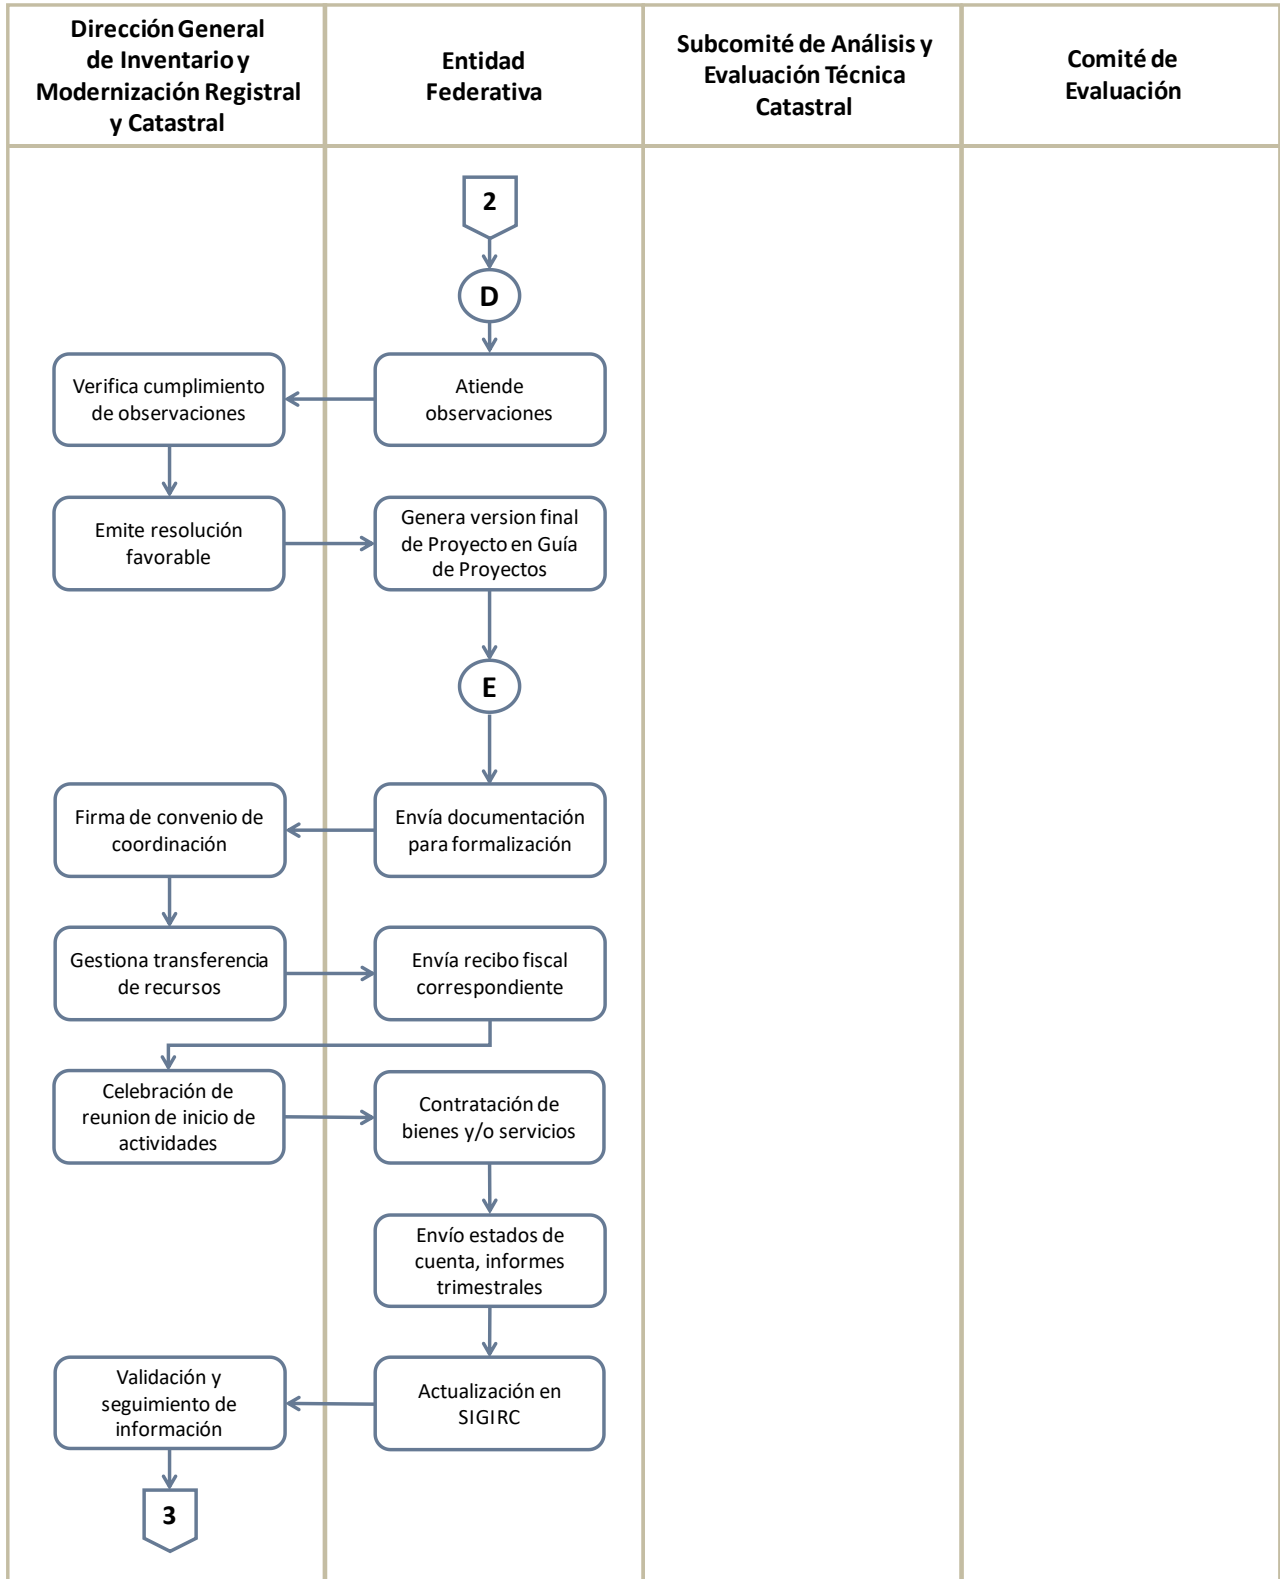 Dirección General
de Inventario y
Modernización Registral
y Catastral
Entidad
Federativa
Subcomité de Análisis y
Evaluación Técnica
Catastral
Comité de
Evaluación
2
D
Verifica cumplimiento
de observaciones
Atiende
observaciones
Emite resolución
favorable
Genera version final
de Proyecto en Guía
de Proyectos
E
Firma de convenio de
coordinación
Envía documentación
para formalización
Gestiona transferencia
de recursos
Envía recibo fiscal
correspondiente
Celebración de
reunion de inicio de
actividades
Contratación de
bienes y/o servicios
Envío estados de
cuenta, informes
trimestrales
Validación y
seguimiento de
información
Actualización en
SIGIRC
3